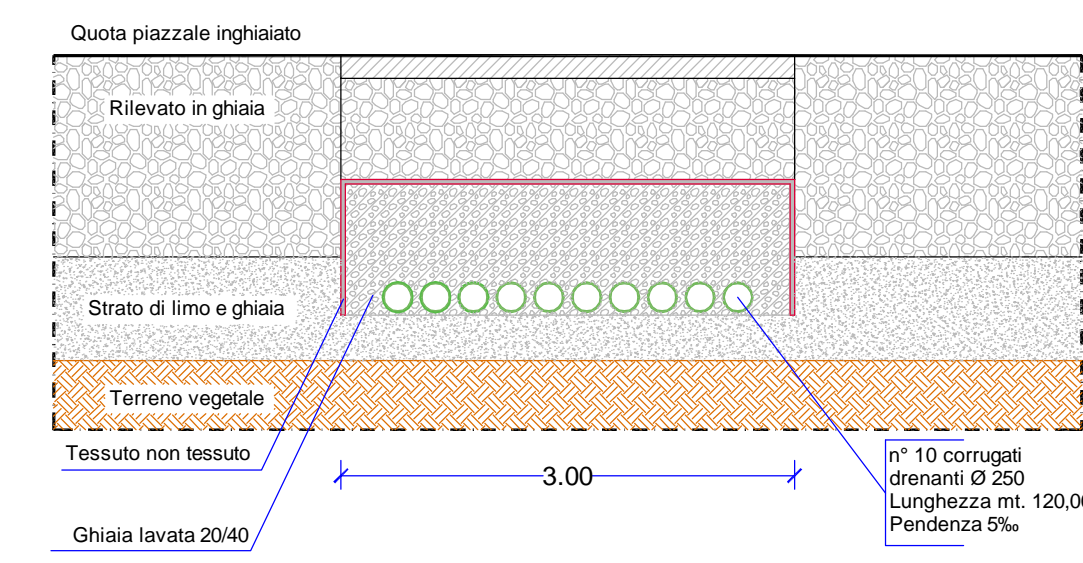 Quota piazzale inghiaiato
Rilevato in ghiaia
Strato di limo e ghiaia
Terreno vegetale
Tessuto non tessuto
3.00
n° 10 corrugati
drenanti Ø 250
Lunghezza mt. 120,00
Pendenza 5‰
Ghiaia lavata 20/40